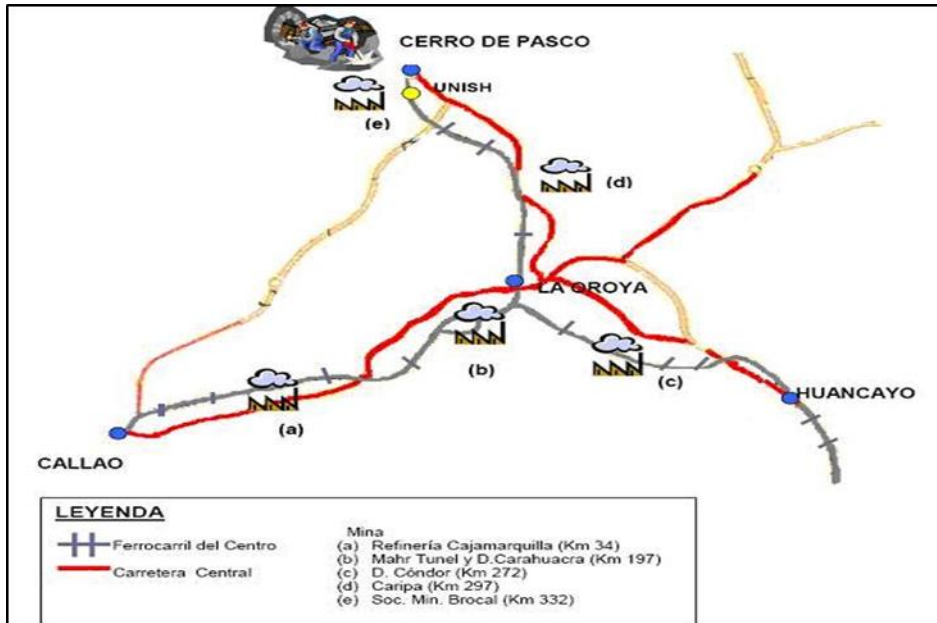 CERRO DE PASCO
UNISH
(e)
(d)
LA OROYA
(b)
(c)
HUANCAYO
(a)
CALLAO
LEYENDA
Ferrocarril del Centro
Carretera Central
Mina
(a) Refinería Cajamarquilla (Km 34)
(b) Mahr Tunel y D.Carahuacra (Km 197)
(c) D. Cóndor (Km 272)
(d) Caripa (Km 297)
(e) Soc. Min. Brocal (Km 332)